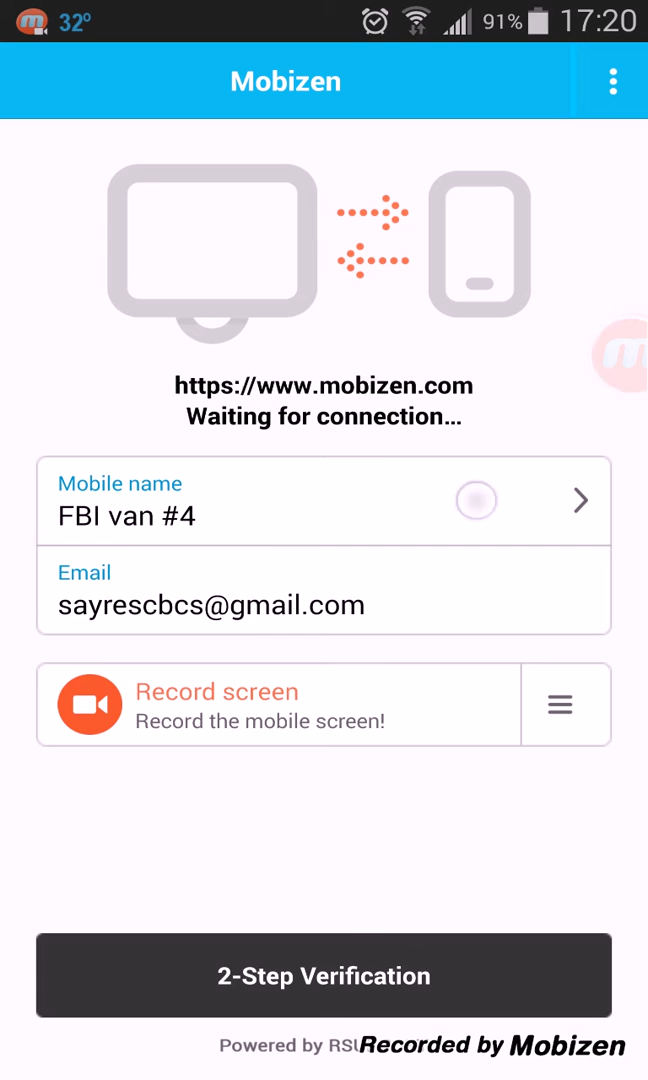 32º 91% 17:20
Mobizen
https://www.mobizen.com
Waiting for connection...
Mobile name
FBI van #4
Email
sayrescbcs@gmail.com
Record screen
Record the mobile screen!
2-Step Verification
Powered by RSU
Recorded by Mobizen